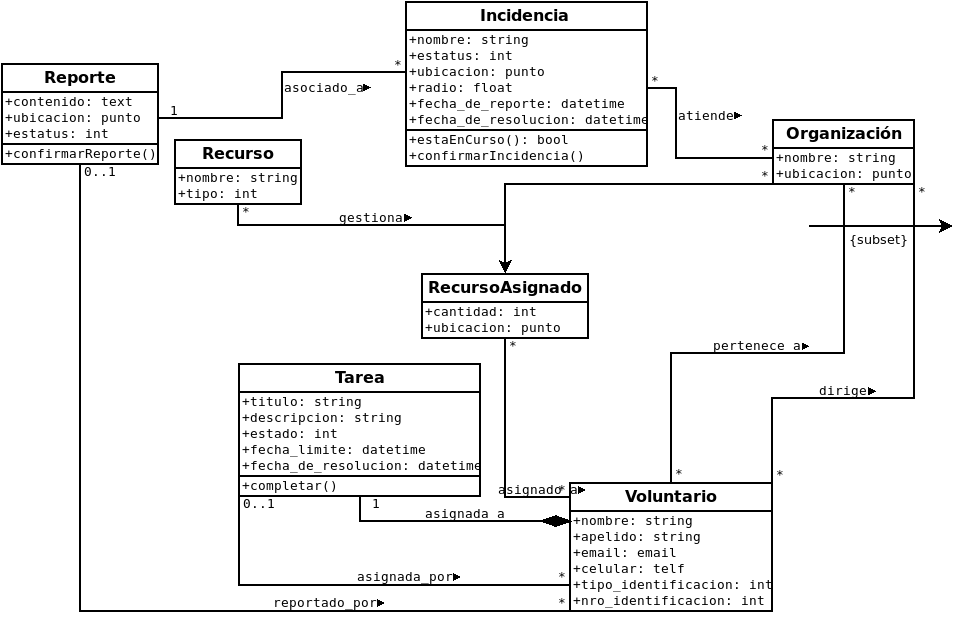 Incidencia
+nombre: string
+estatus: int
+ubicacion: punto
+radio: float
+fecha_de_reporte: datetime
+fecha_de_resolucion: datetime
+estaEnCurso(): bool
+confirmarIncidencia()
Reporte
+contenido: text
+ubicacion: punto
+estatus: int
+confirmarReporte()
1
*
asociado_a
0..1
*
atiende
*
*
Organización
+nombre: string
+ubicacion: punto
*
*
Recurso
+nombre: string
+tipo: int
*
gestiona
{subset}
RecursoAsignado
+cantidad: int
+ubicacion: punto
*
pertenece a
dirige
Tarea
+titulo: string
+descripcion: string
+estado: int
+fecha_limite: datetime
+fecha_de_resolucion: datetime
+completar()
0..1
1
*
*
asignado a
*
asignada a
Voluntario
+nombre: string
+apelido: string
+email: email
+celular: telf
+tipo_identificacion: int
+nro_identificacion: int
asignada_por
*
reportado_por
*